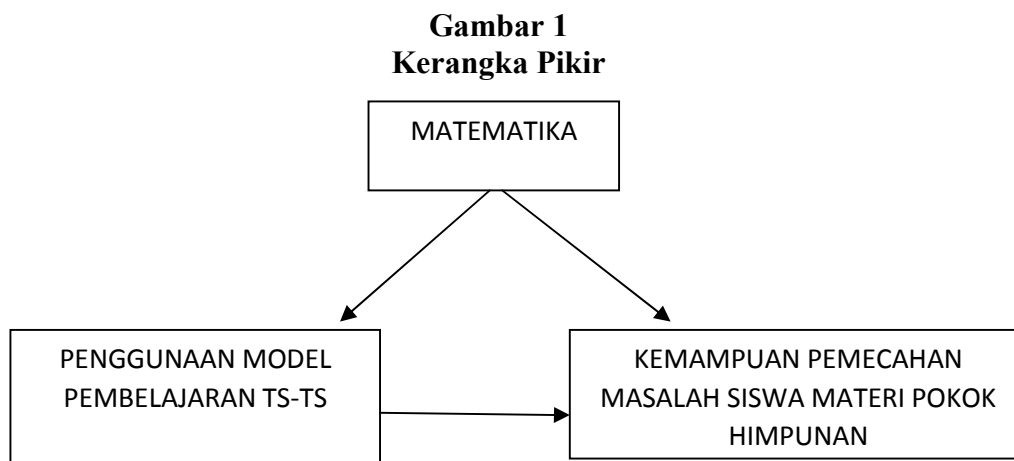 Gambar 1
Kerangka Pikir
MATEMATIKA
PENGGUNAAN MODEL
PEMBELAJARAN TS-TS
KEMAMPUAN PEMECAHAN
MASALAH SISWA MATERI POKOK
HIMPUNAN